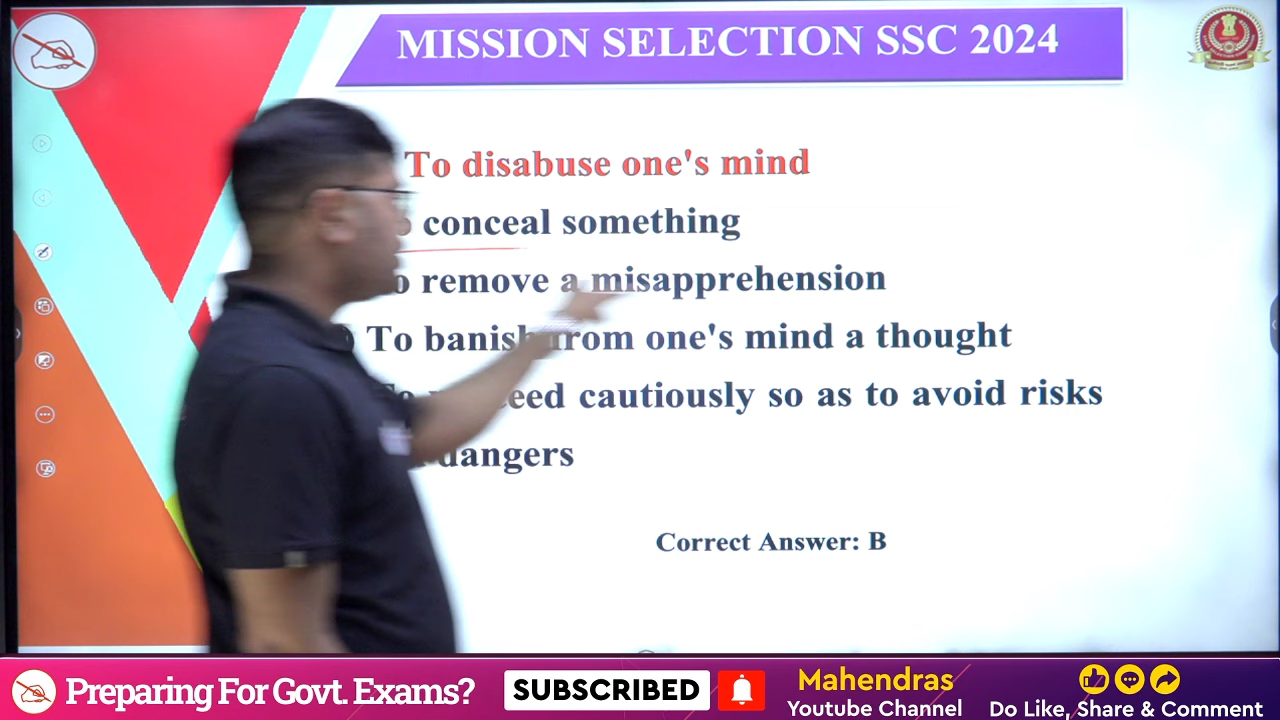 MISSION SELECTION SSC 2024
To disabuse one's mind
conceal something
remove a misapprehension
To banish from one's mind a thought
cautiously so as to avoid risks
dangers
Correct Answer: B
Preparing For Govt. Exams?
SUBSCRIBED
Mahendras
Youtube Channel
Do Like, Share & Comment